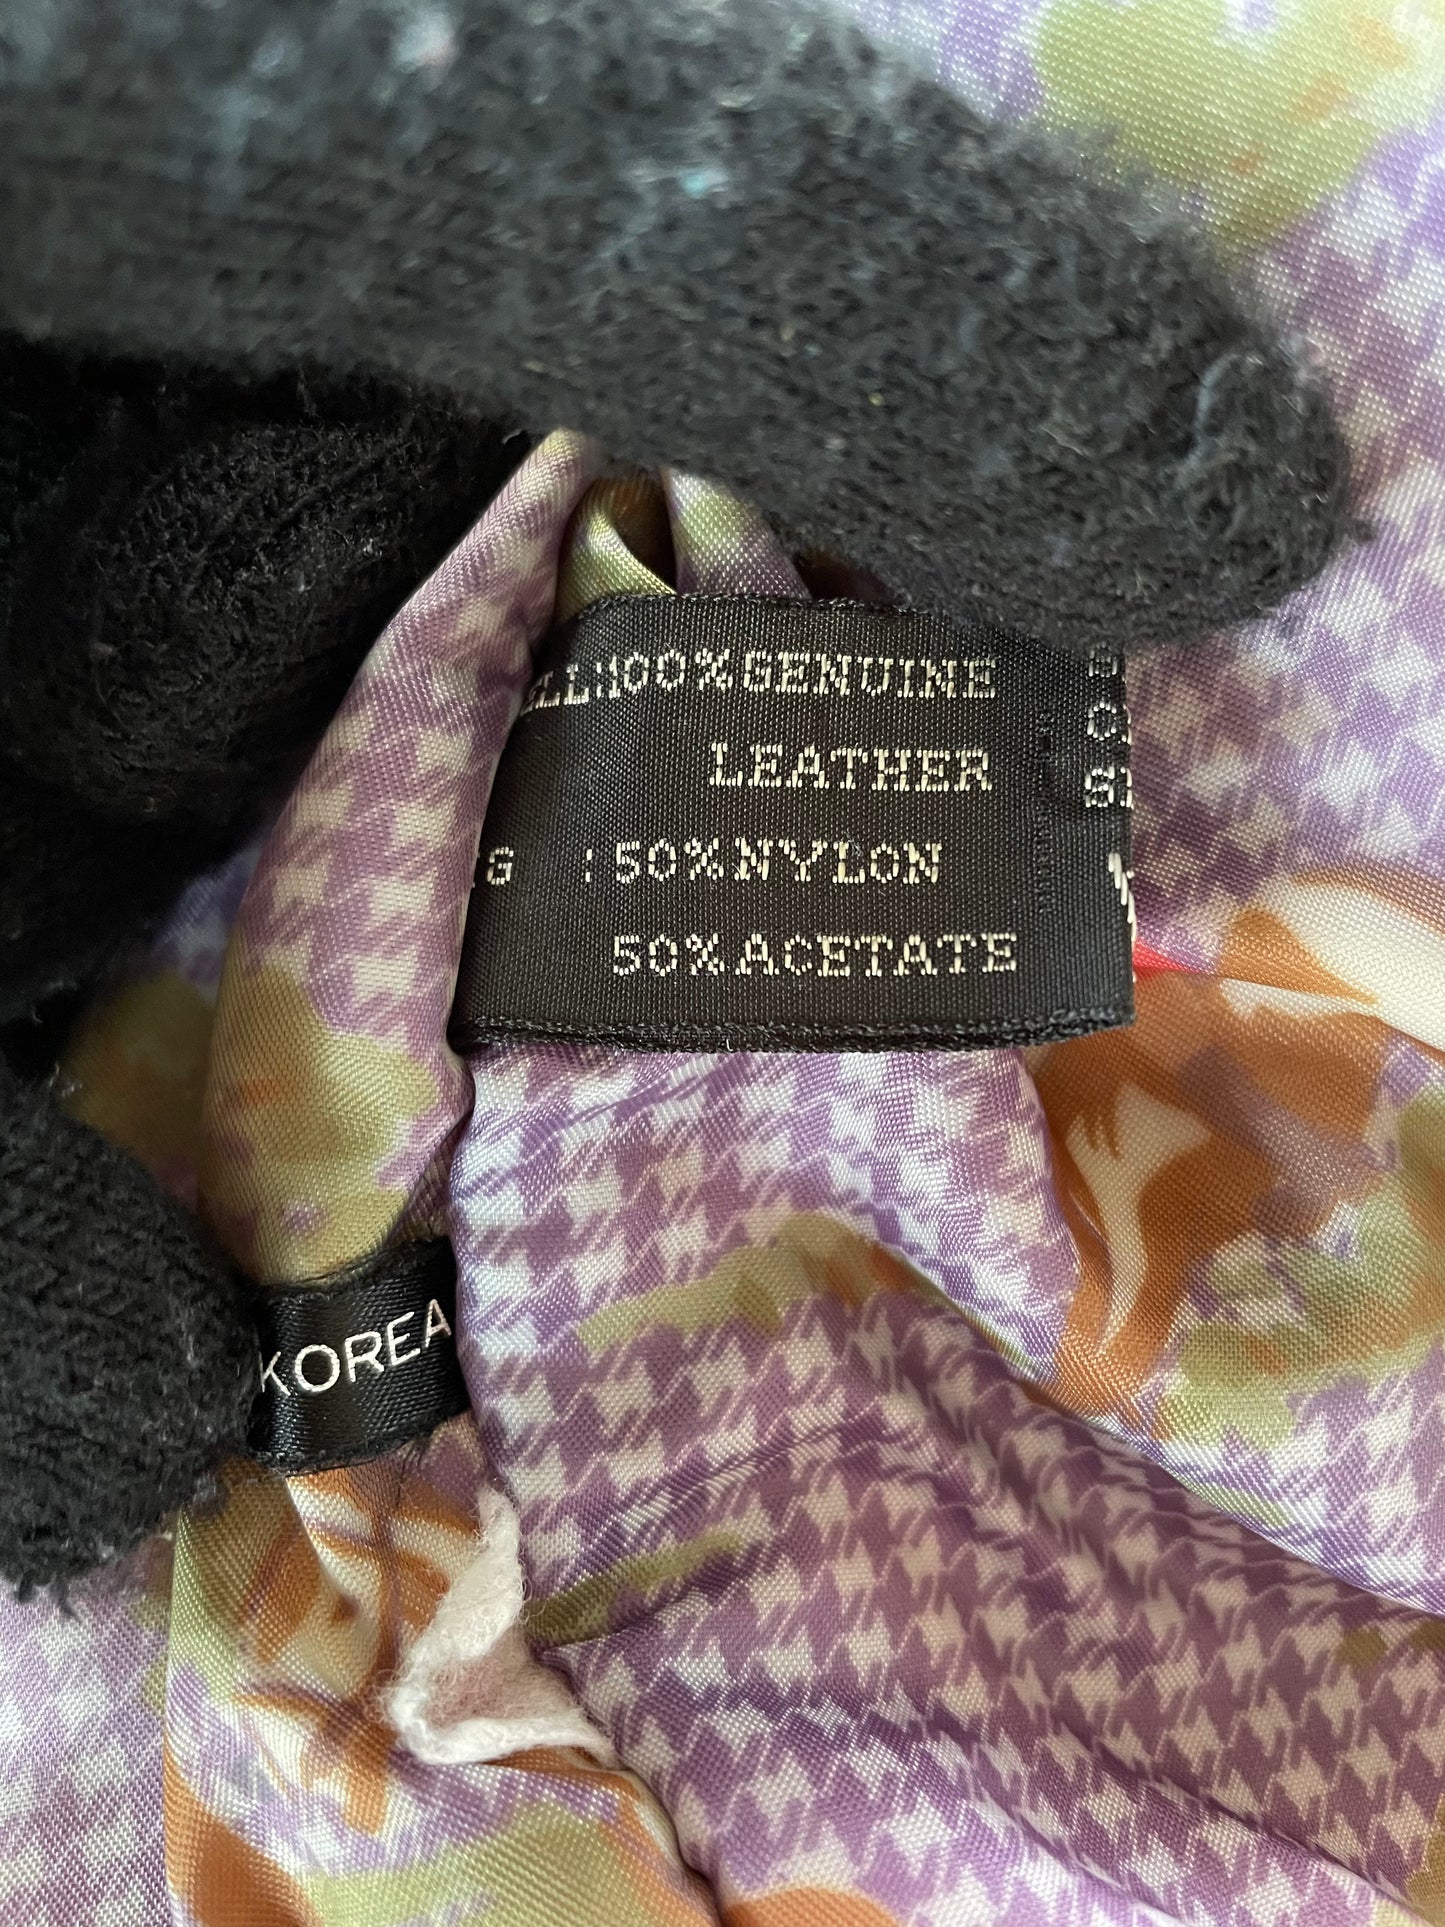 LL:100%GENUINE
LEATHER
G :50%NYLON
50%ACETATE
KOREA